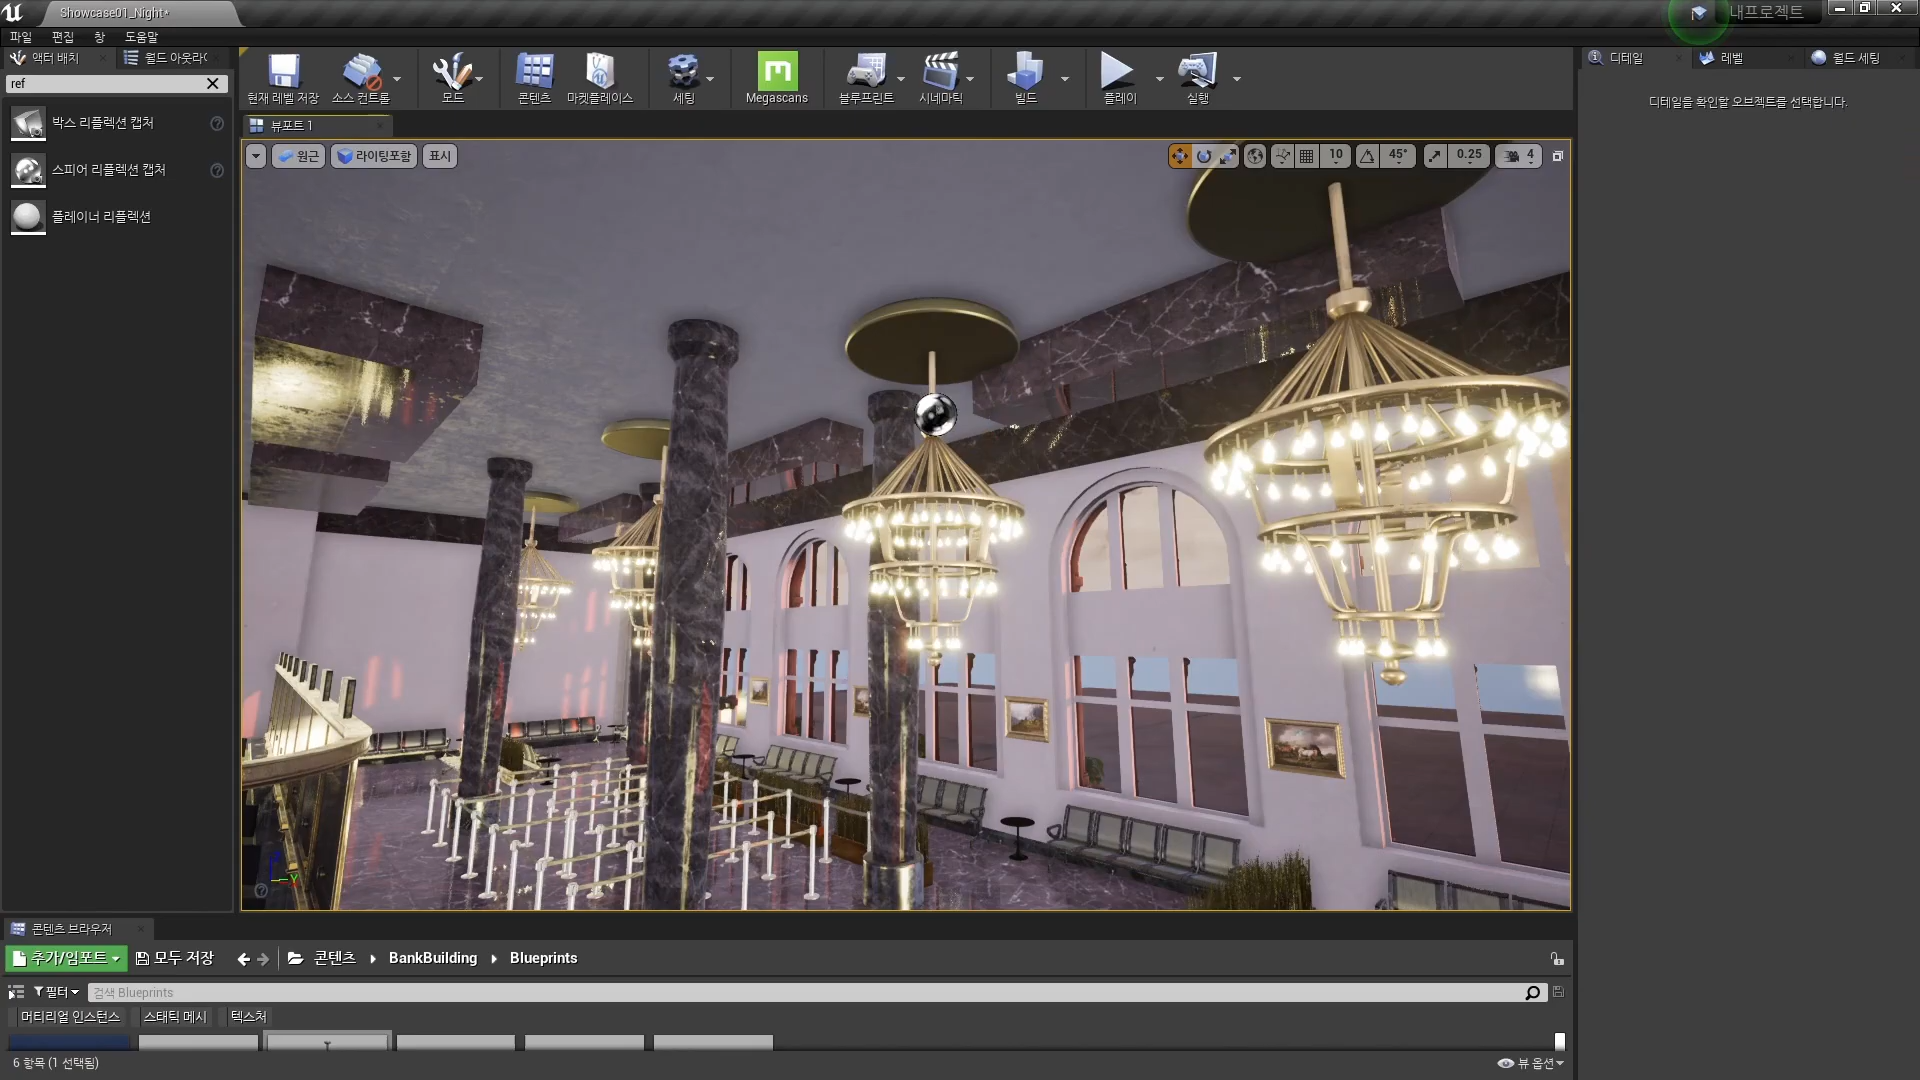 Showcase01_Night*
내프로젝트
파일 편집 창 도움말
액터 배치
월드 아웃라
ref
박스 리플렉션 캡처
스피어 리플렉션 캡처
플레이너 리플렉션
현재 레벨 저장
소스 컨트롤
모드
콘텐츠
마켓플레이스
세팅
Megascans
블루프린트
시네마틱
빌드
플레이
실행
뷰포트 1
원근
라이팅포함
표시
10
45°
0.25
4
디테일
레벨
월드 세팅
디테일을 확인할 오브젝트를 선택합니다.
Y
콘텐츠 브라우저
추가/임포트
모두 저장
콘텐츠
BankBuilding
Blueprints
필터
검색 Blueprints
머티리얼 인스턴스
스태틱 메시
텍스처
6 항목 (1 선택됨)
뷰 옵션